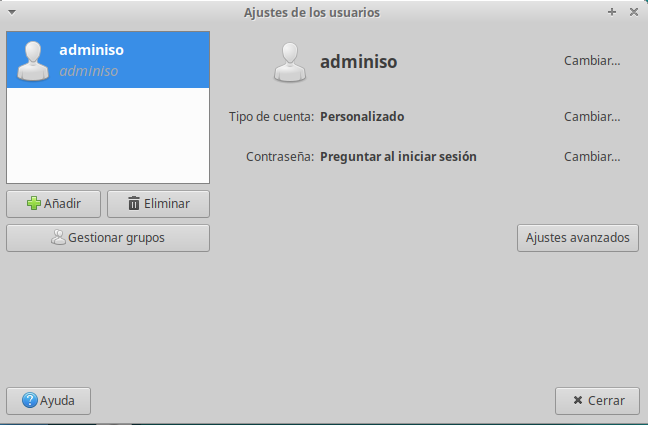 Ajustes de los usuarios
adminiso
adminiso
Añadir
Eliminar
Gestionar grupos
adminiso
Cambiar...
Tipo de cuenta: Personalizado
Cambiar...
Contraseña: Preguntar al iniciar sesión
Cambiar...
Ajustes avanzados
Ayuda
Cerrar